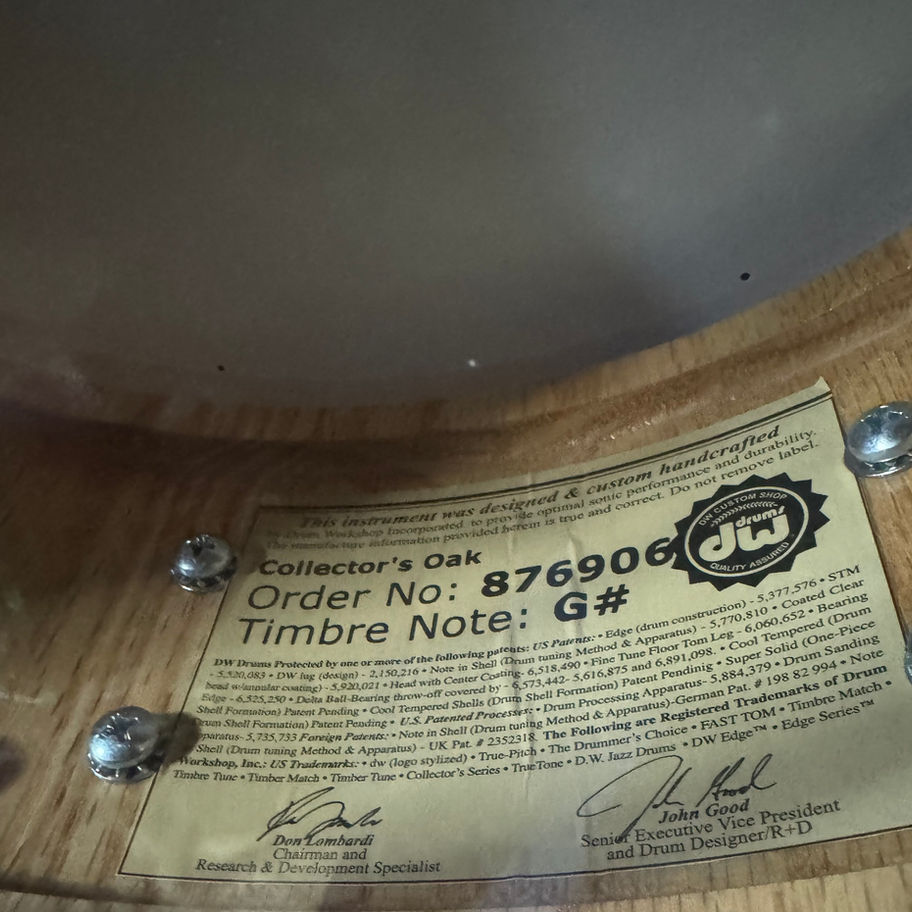 This instrument was designed & custom handcrafted
by Drum Workshop Incorporated to provide optimal sonic performance and durability.
The manufacture information provided herein is true and correct. Do not remove label.
DW CUSTOM SHOP
drums
dw
QUALITY ASSURED
Collector's Oak
Order No: 876906
Timbre Note: G#
DW Drums Protected by one or more of the following patents: US Patents: • Edge (drum construction) - 5,377,576 • STM
- 5,520,083 • DW lug (design) - 2,150,216 • Note in Shell (Drum tuning Method & Apparatus) - 5,770,810 • Coated Clear
head w/annular coating) - 5,920,021 • Head with Center Coating- 6,518,490 • Fine Tune Floor Tom Leg - 6,060,652 • Bearing
Edge - 6,525,250 • Delta Ball-Bearing throw-off covered by - 6,573,442- 5,616,875 and 6,891,098. • Cool Tempered (Drum
Shell Formation) Patent Pending • Cool Tempered Shells (Drum Shell Formation) Patent Pendinig • Super Solid (One-Piece
Drum Shell Formation) Patent Pending • U.S. Patented Processes: • Drum Processing Apparatus- 5,884,379 • Drum Sanding
Apparatus- 5,735,733 Foreign Patents: • Note in Shell (Drum tuning Method & Apparatus)-German Pat. # 198 82 994 • Note
Shell (Drum tuning Method & Apparatus) - UK Pat. # 2352318. The Following are Registered Trademarks of Drum
Workshop, Inc.: US Trademarks: • dw (logo stylized) • True-Pitch • The Drummer's Choice • FAST TOM • Timbre Match •
Timbre Tune • Timber Match • Timber Tune • Collector's Series • TrueTone • D.W. Jazz Drums • DW Edge™ • Edge Series™
Don Lombardi
Chairman and
Research & Development Specialist
John Good
Senior Executive Vice President
and Drum Designer/R+D